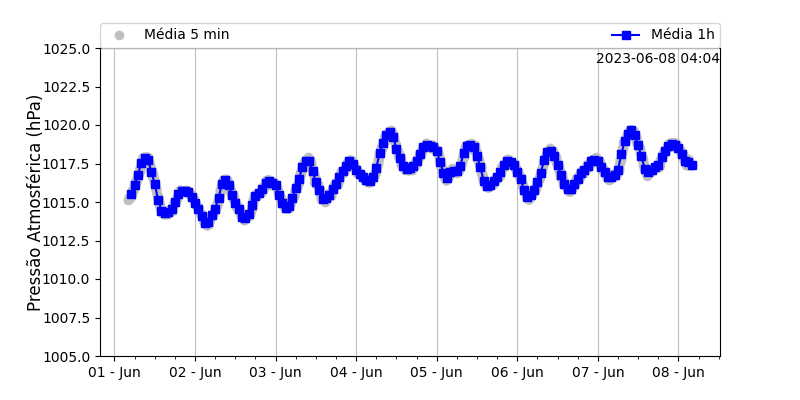 Média 5 min
Média 1h
2023-06-08 04:04
Pressão Atmosférica (hPa)
1025.0
1022.5
1020.0
1017.5
1015.0
1012.5
1010.0
1007.5
1005.0
01 - Jun
02 - Jun
03 - Jun
04 - Jun
05 - Jun
06 - Jun
07 - Jun
08 - Jun